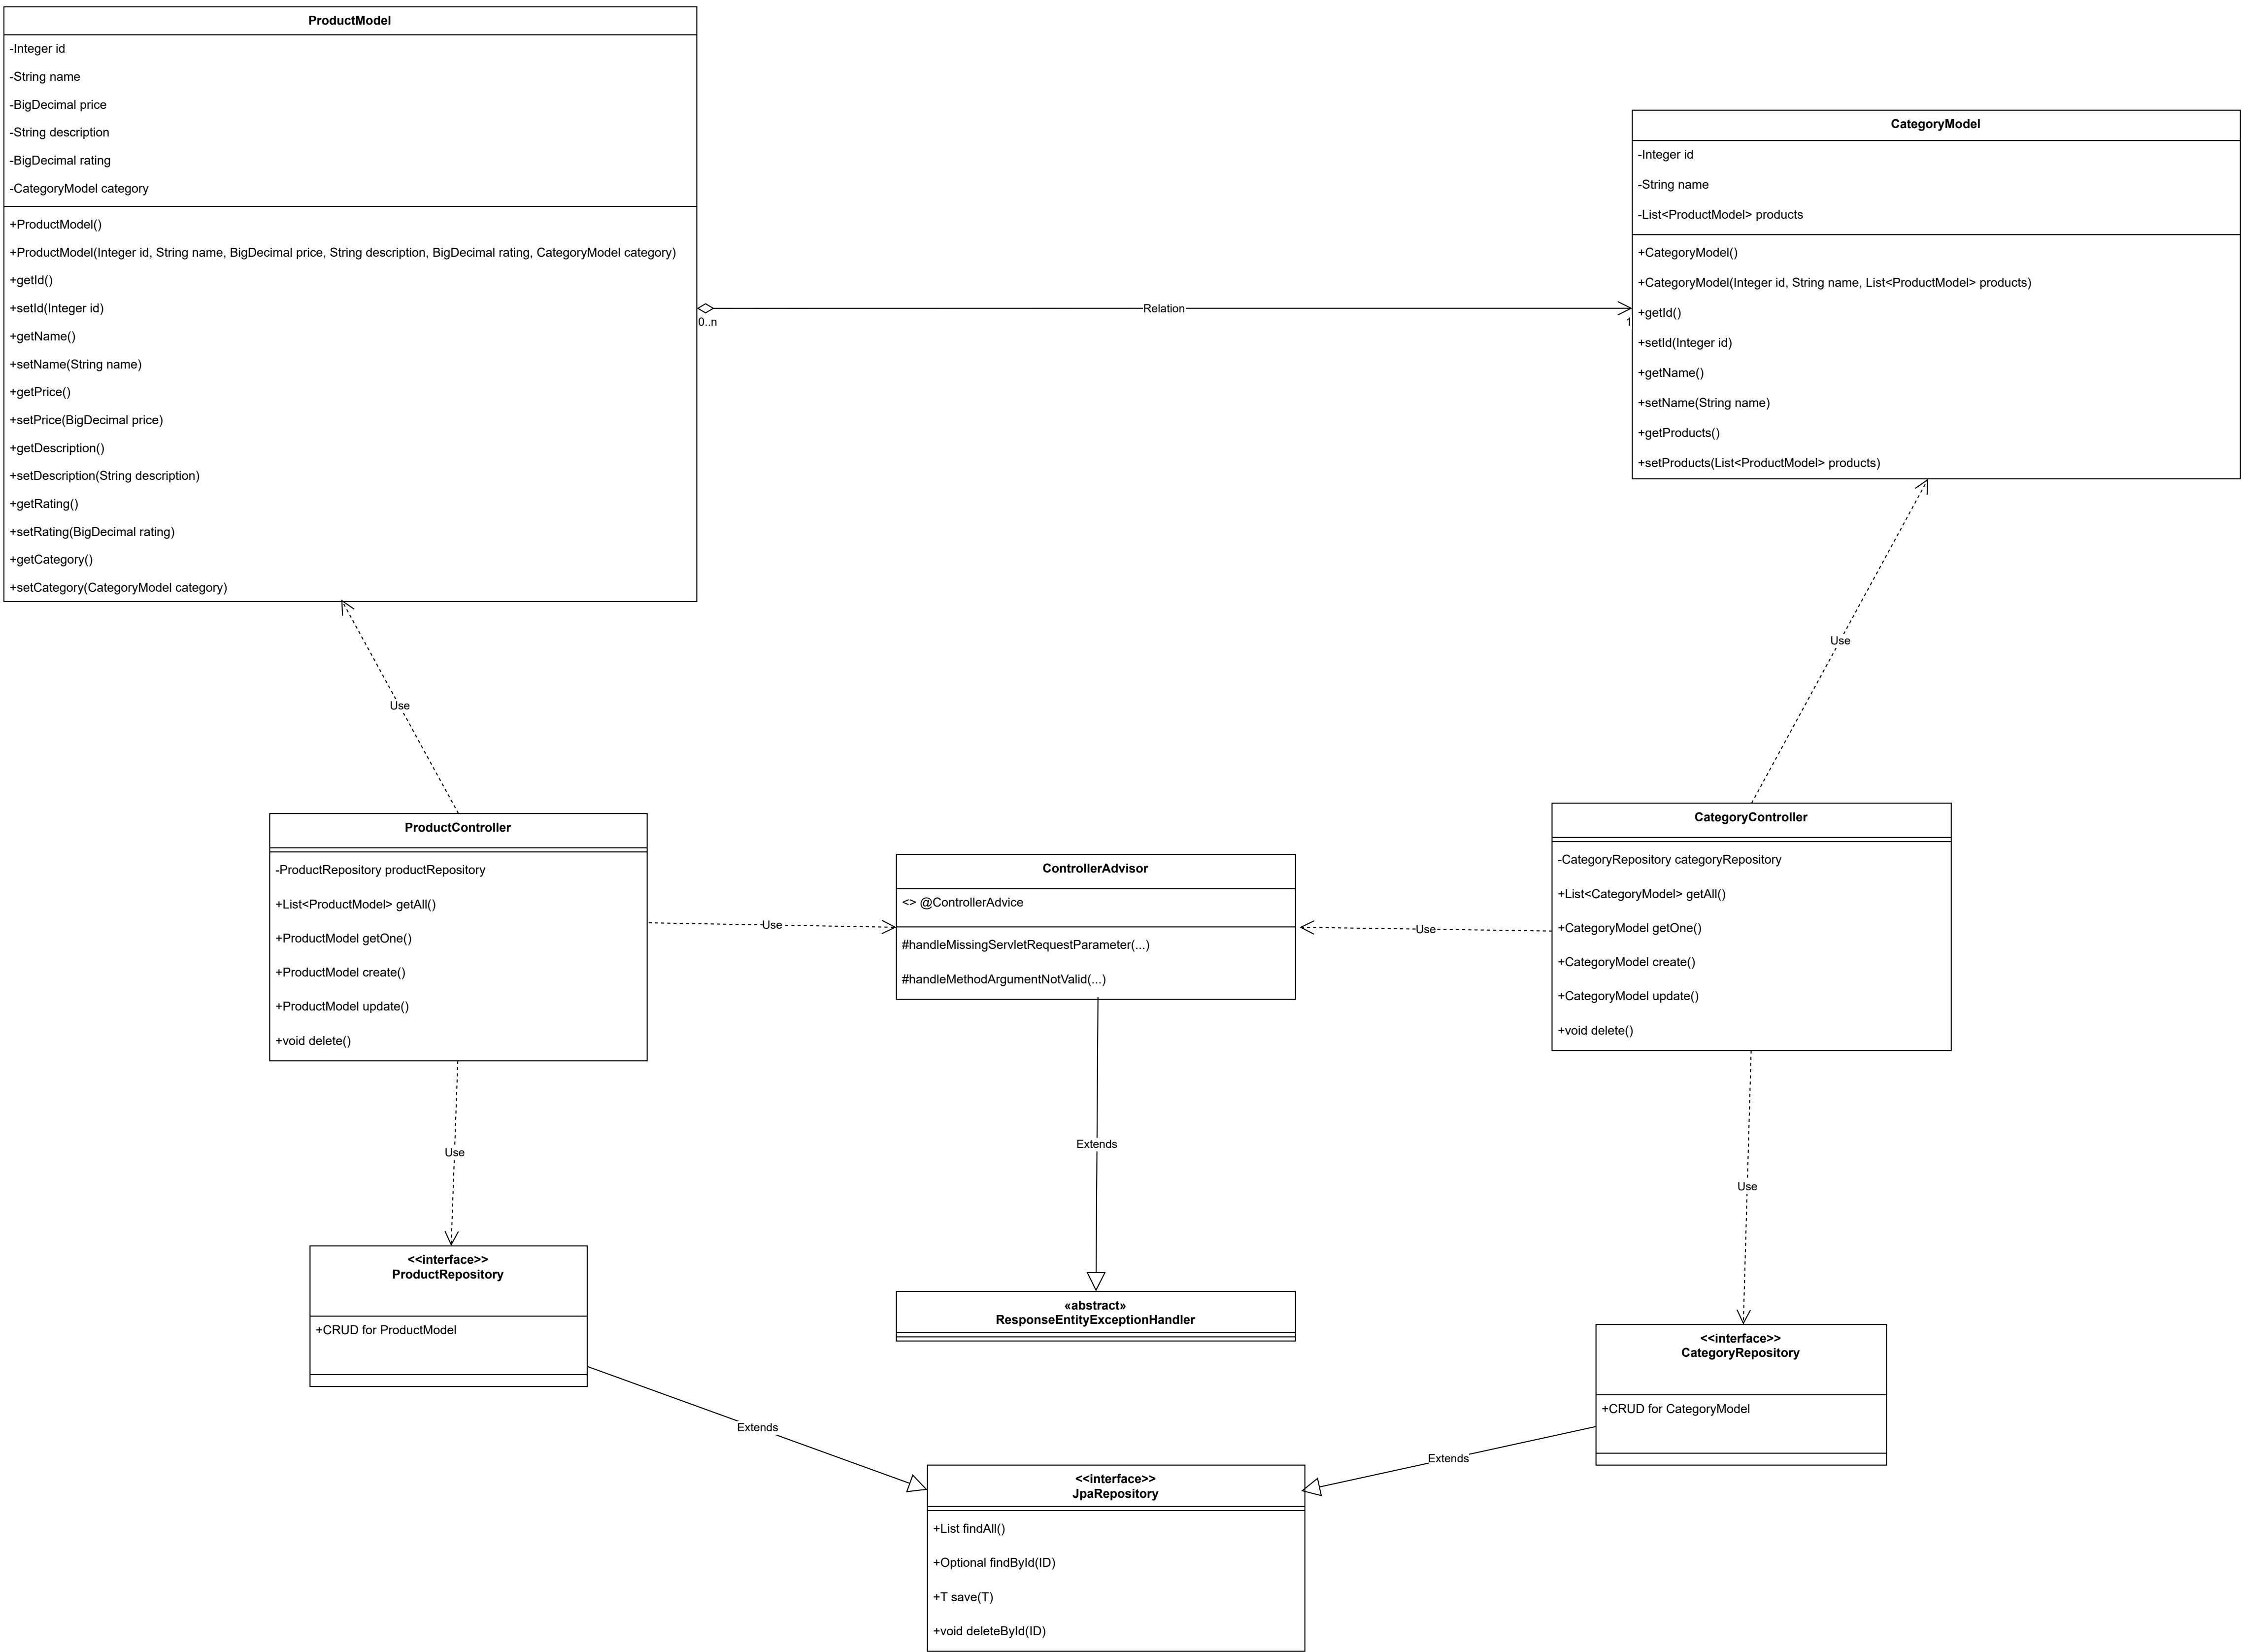 ProductModel
-Integer id
-String name
-BigDecimal price
-String description
-BigDecimal rating
-CategoryModel category
+ProductModel()
+ProductModel(Integer id, String name, BigDecimal price, String description, BigDecimal rating, CategoryModel category)
+getId()
+setId(Integer id)
+getName()
+setName(String name)
+getPrice()
+setPrice(BigDecimal price)
+getDescription()
+setDescription(String description)
+getRating()
+setRating(BigDecimal rating)
+getCategory()
+setCategory(CategoryModel category)
Relation
0..n
1
CategoryModel
-Integer id
-String name
-List<ProductModel> products
+CategoryModel()
+CategoryModel(Integer id, String name, List<ProductModel> products)
+getId()
+setId(Integer id)
+getName()
+setName(String name)
+getProducts()
+setProducts(List<ProductModel> products)
Use
Use
ProductController
-ProductRepository productRepository
+List<ProductModel> getAll()
+ProductModel getOne()
+ProductModel create()
+ProductModel update()
+void delete()
Use
ControllerAdvisor
<> @ControllerAdvice
#handleMissingServletRequestParameter(...)
#handleMethodArgumentNotValid(...)
Use
CategoryController
-CategoryRepository categoryRepository
+List<CategoryModel> getAll()
+CategoryModel getOne()
+CategoryModel create()
+CategoryModel update()
+void delete()
Use
Extends
Use
<<interface>>
ProductRepository
+CRUD for ProductModel
«abstract»
ResponseEntityExceptionHandler
<<interface>>
CategoryRepository
+CRUD for CategoryModel
Extends
Extends
<<interface>>
JpaRepository
+List findAll()
+Optional findById(ID)
+T save(T)
+void deleteById(ID)